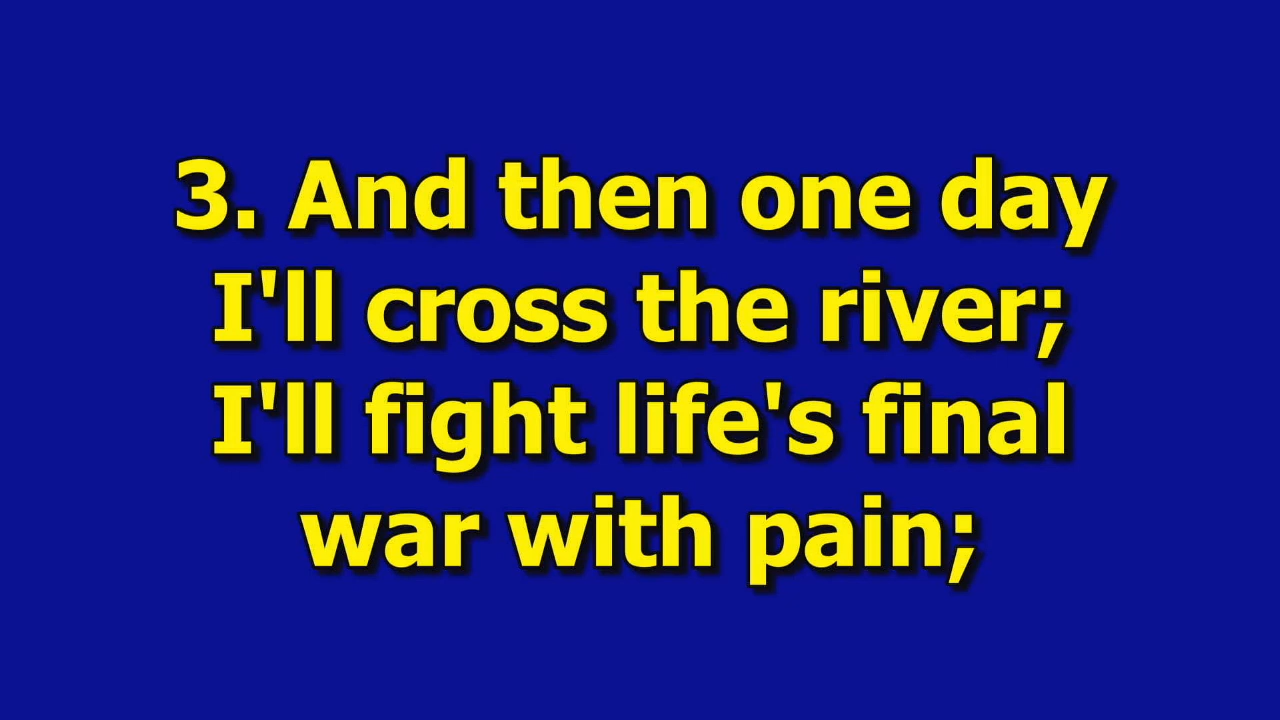 3. And then one day
I'll cross the river;
I'll fight life's final
war with pain;